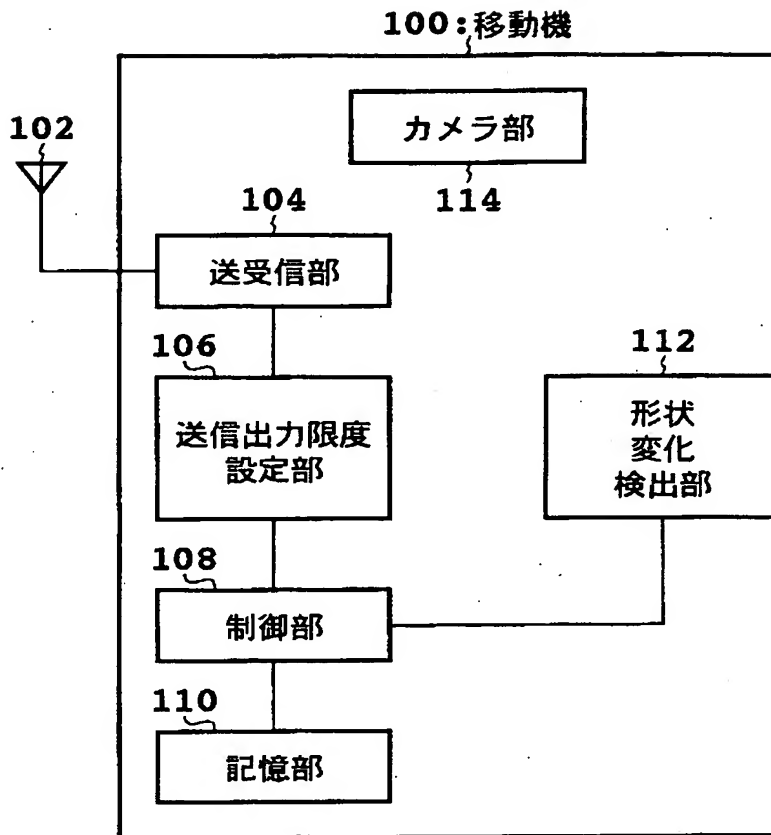 100:移動機
102
カメラ部
114
104
送受信部
106
送信出力限度
設定部
112
形状
変化
検出部
108
制御部
110
記憶部